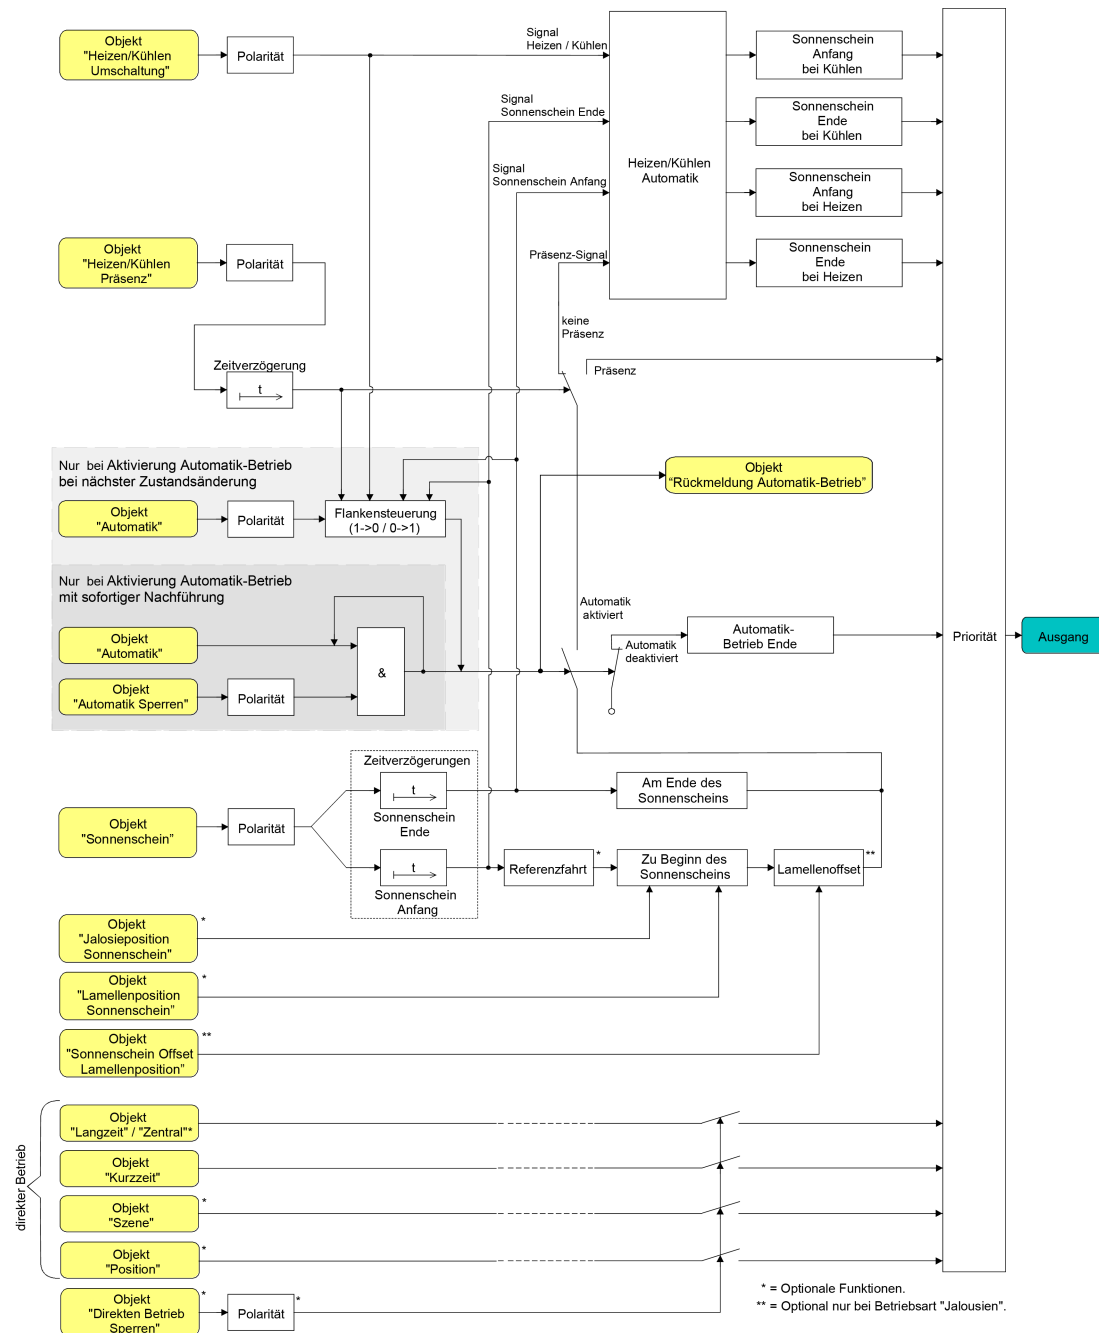 Objekt
"Heizen/Kühlen
Umschaltung"
Polarität
Signal
Heizen / Kühlen
Signal
Sonnenschein Ende
Signal
Sonnenschein Anfang
Präsenz-Signal
Heizen/Kühlen
Automatik
Sonnenschein
Anfang
bei Kühlen
Sonnenschein
Ende
bei Kühlen
Sonnenschein
Anfang
bei Heizen
Sonnenschein
Ende
bei Heizen
Objekt
"Heizen/Kühlen
Präsenz"
Polarität
keine
Präsenz
Präsenz
Zeitverzögerung
t
Nur bei Aktivierung Automatik-Betrieb
bei nächster Zustandsänderung
Objekt
"Automatik"
Polarität
Flankensteuerung
(1->0 / 0->1)
Objekt
“Rückmeldung Automatik-Betrieb”
Nur bei Aktivierung Automatik-Betrieb
mit sofortiger Nachführung
Objekt
"Automatik"
Objekt
"Automatik Sperren"
Polarität
&
Automatik
aktiviert
Automatik
deaktiviert
Automatik-
Betrieb Ende
Priorität
Ausgang
Zeitverzögerungen
t
Sonnenschein
Ende
t
Sonnenschein
Anfang
Objekt
"Sonnenschein”
Polarität
Am Ende des
Sonnenscheins
Referenzfahrt
*
Zu Beginn des
Sonnenscheins
Lamellenoffset
**
Objekt
"Jalosieposition
Sonnenschein"
*
Objekt
"Lamellenposition
Sonnenschein”
*
Objekt
"Sonnenschein Offset
Lamellenposition”
**
direkter Betrieb
Objekt
"Langzeit" / "Zentral"*
Objekt
"Kurzzeit"
Objekt
"Szene"
*
Objekt
"Position"
*
Objekt
"Direkten Betrieb
Sperren"
*
Polarität
*
* = Optionale Funktionen.
** = Optional nur bei Betriebsart "Jalousien".